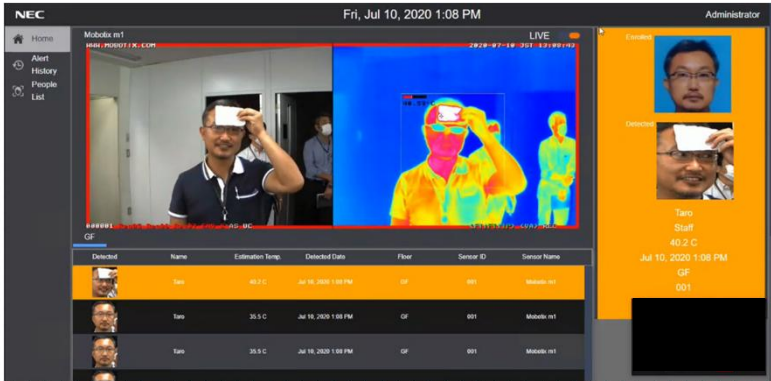 NEC
Fri, Jul 10, 2020 1:08 PM
Administrator
Home
Alert
History
People
List
Mobotix m1
LIVE
WWW.MOBOTIX.COM
2020-07-10 JST 13:08:43
GF
Detected Name Estimation Temp. Detected Date Floor Sensor ID Sensor Name
Taro 40.2 C Jul 10, 2020 1:08 PM GF 001 Mobotix m1
Taro 35.5 C Jul 10, 2020 1:08 PM GF 001 Mobotix m1
Taro 35.5 C Jul 10, 2020 1:08 PM GF 001 Mobotix m1
Enrolled
Detected
Taro
Staff
40.2 C
Jul 10, 2020 1:08 PM
GF
001